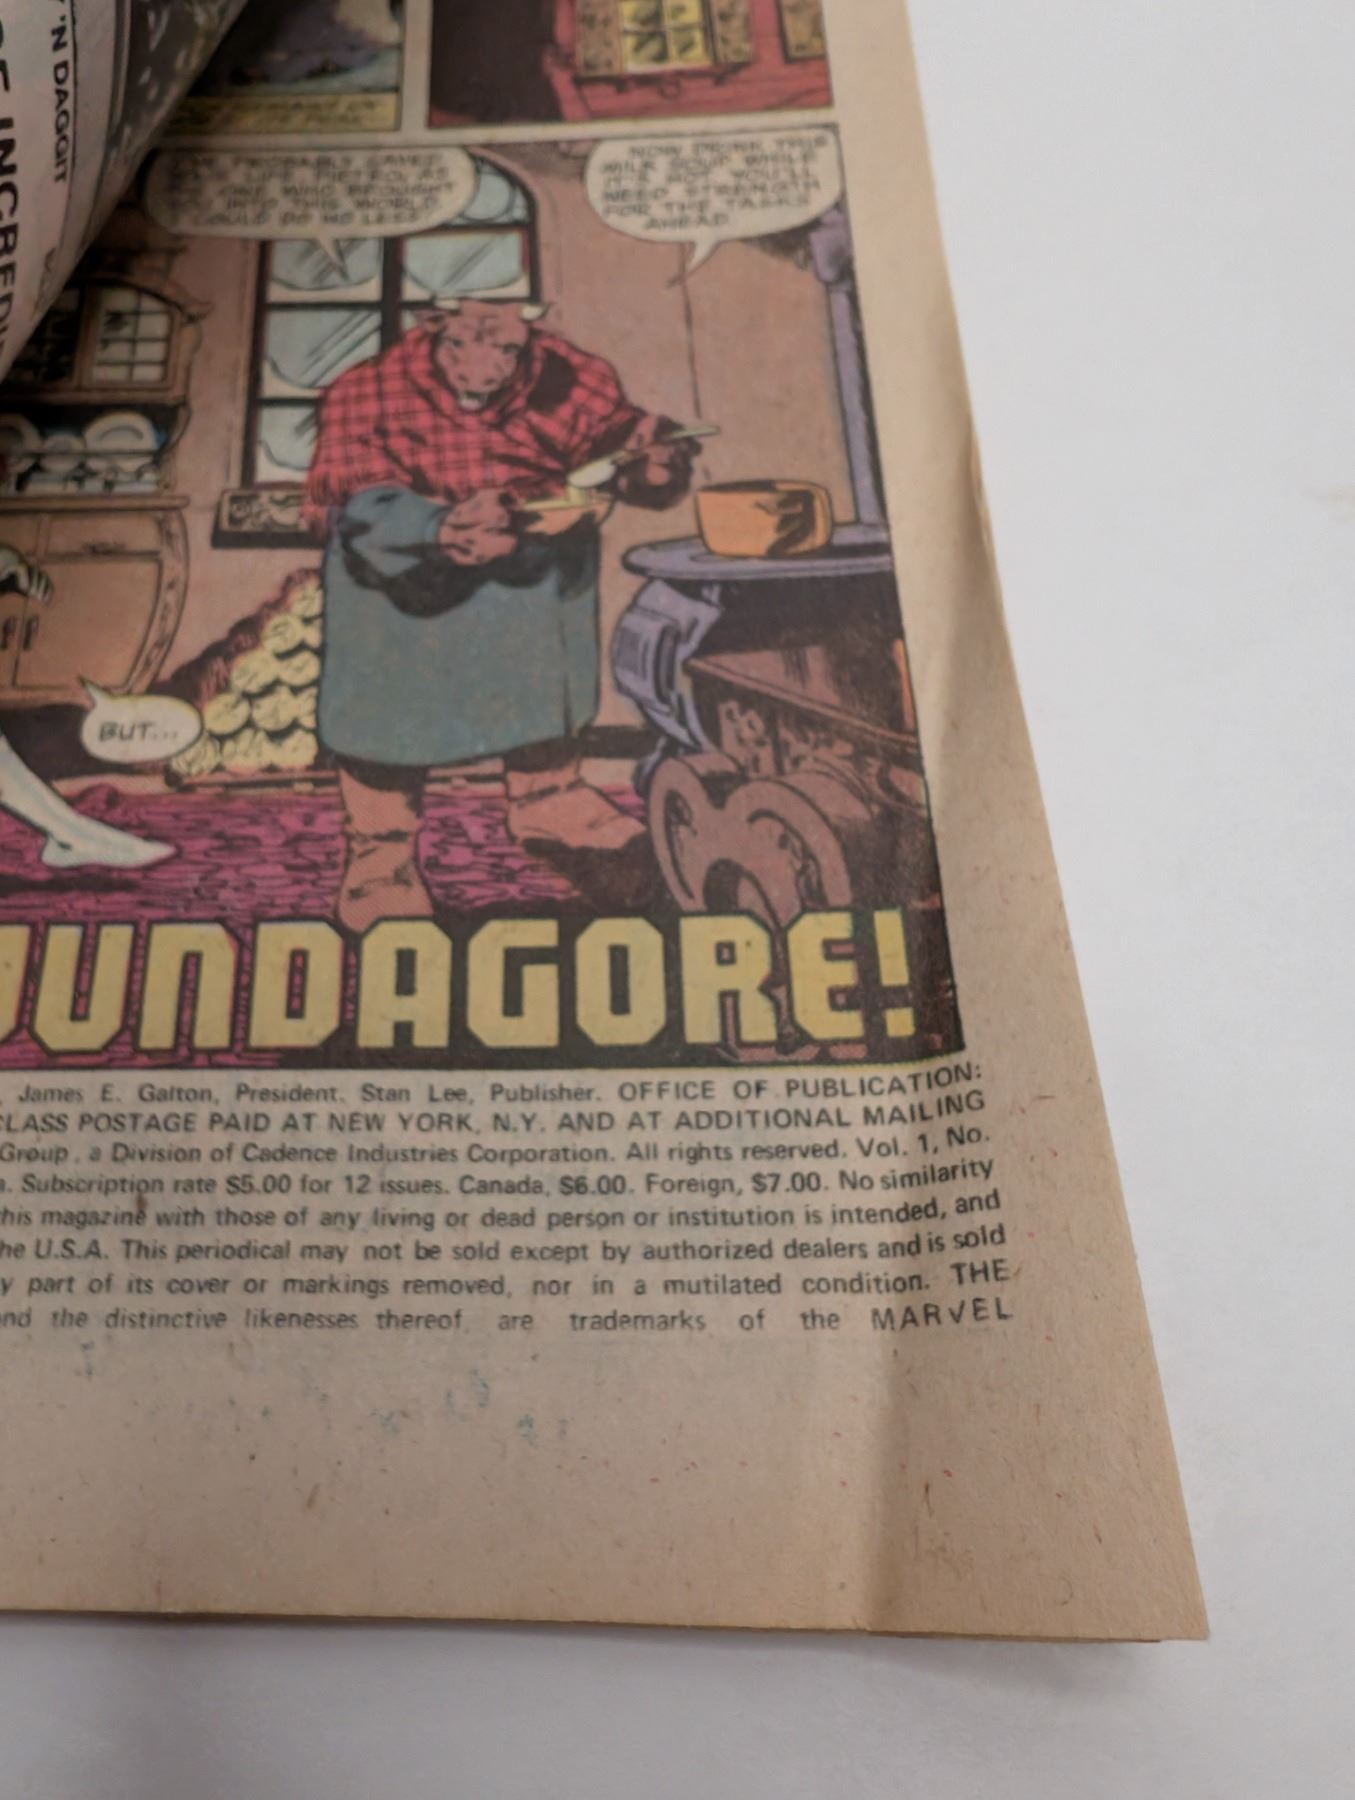 'N DAGGIT
INCREDI
PROBABLY SAVED
LIFE, PIETRO, AS
ONE WHO BROUGHT
INTO THIS WORLD,
COULD DO NO LESS!
NOW DRINK THIS
MILK SOUP WHILE
IT'S HOT. YOU'LL
NEED STRENGTH
FOR THE TASKS
AHEAD.
BUT...
UNDAGORE!
James E. Galton, President. Stan Lee, Publisher. OFFICE OF PUBLICATION:
CLASS POSTAGE PAID AT NEW YORK, N.Y. AND AT ADDITIONAL MAILING
Group, a Division of Cadence Industries Corporation. All rights reserved. Vol. 1, No.
a. Subscription rate $5.00 for 12 issues. Canada, $6.00. Foreign, $7.00. No similarity
this magazine with those of any living or dead person or institution is intended, and
he U.S.A. This periodical may not be sold except by authorized dealers and is sold
y part of its cover or markings removed, nor in a mutilated condition. THE
and the distinctive likenesses thereof are trademarks of the MARVEL